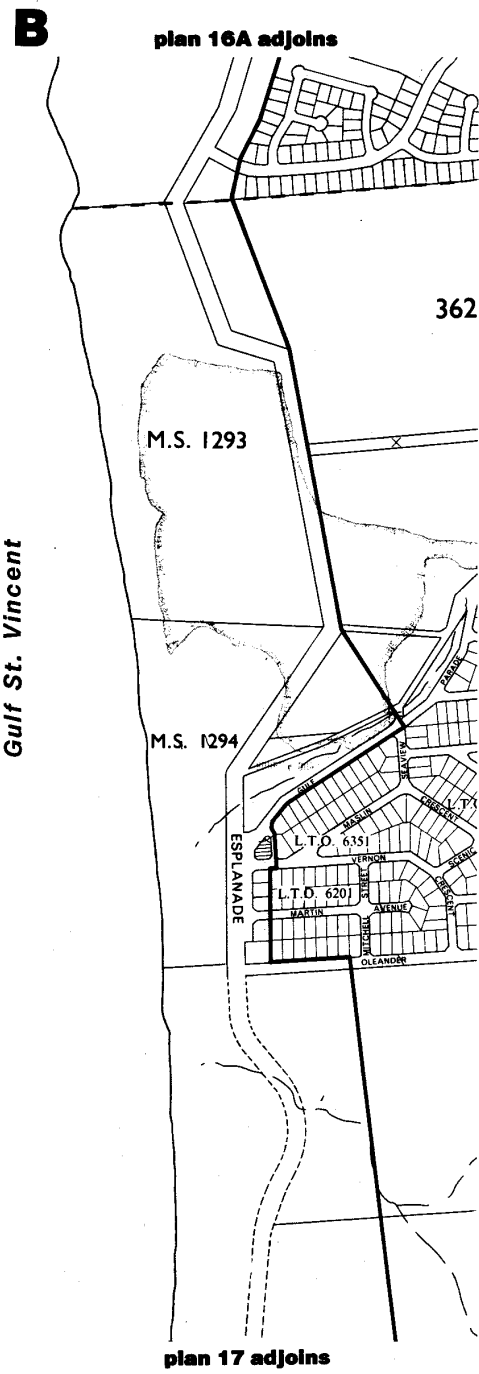 B
plan 16A adjoins
362
M.S. 1293
Gulf St. Vincent
PARADE
M.S. 1294
SEAVIEW
GULF
MASLIN
CRESCENT
L.T.O.
ESPLANADE
L.T.O. 6351
VERNON
SCENIC
L.T.O. 6201
STREET
CRESCENT
MARTIN
AVENUE
MITCHELL
OLEANDER
plan 17 adjoins